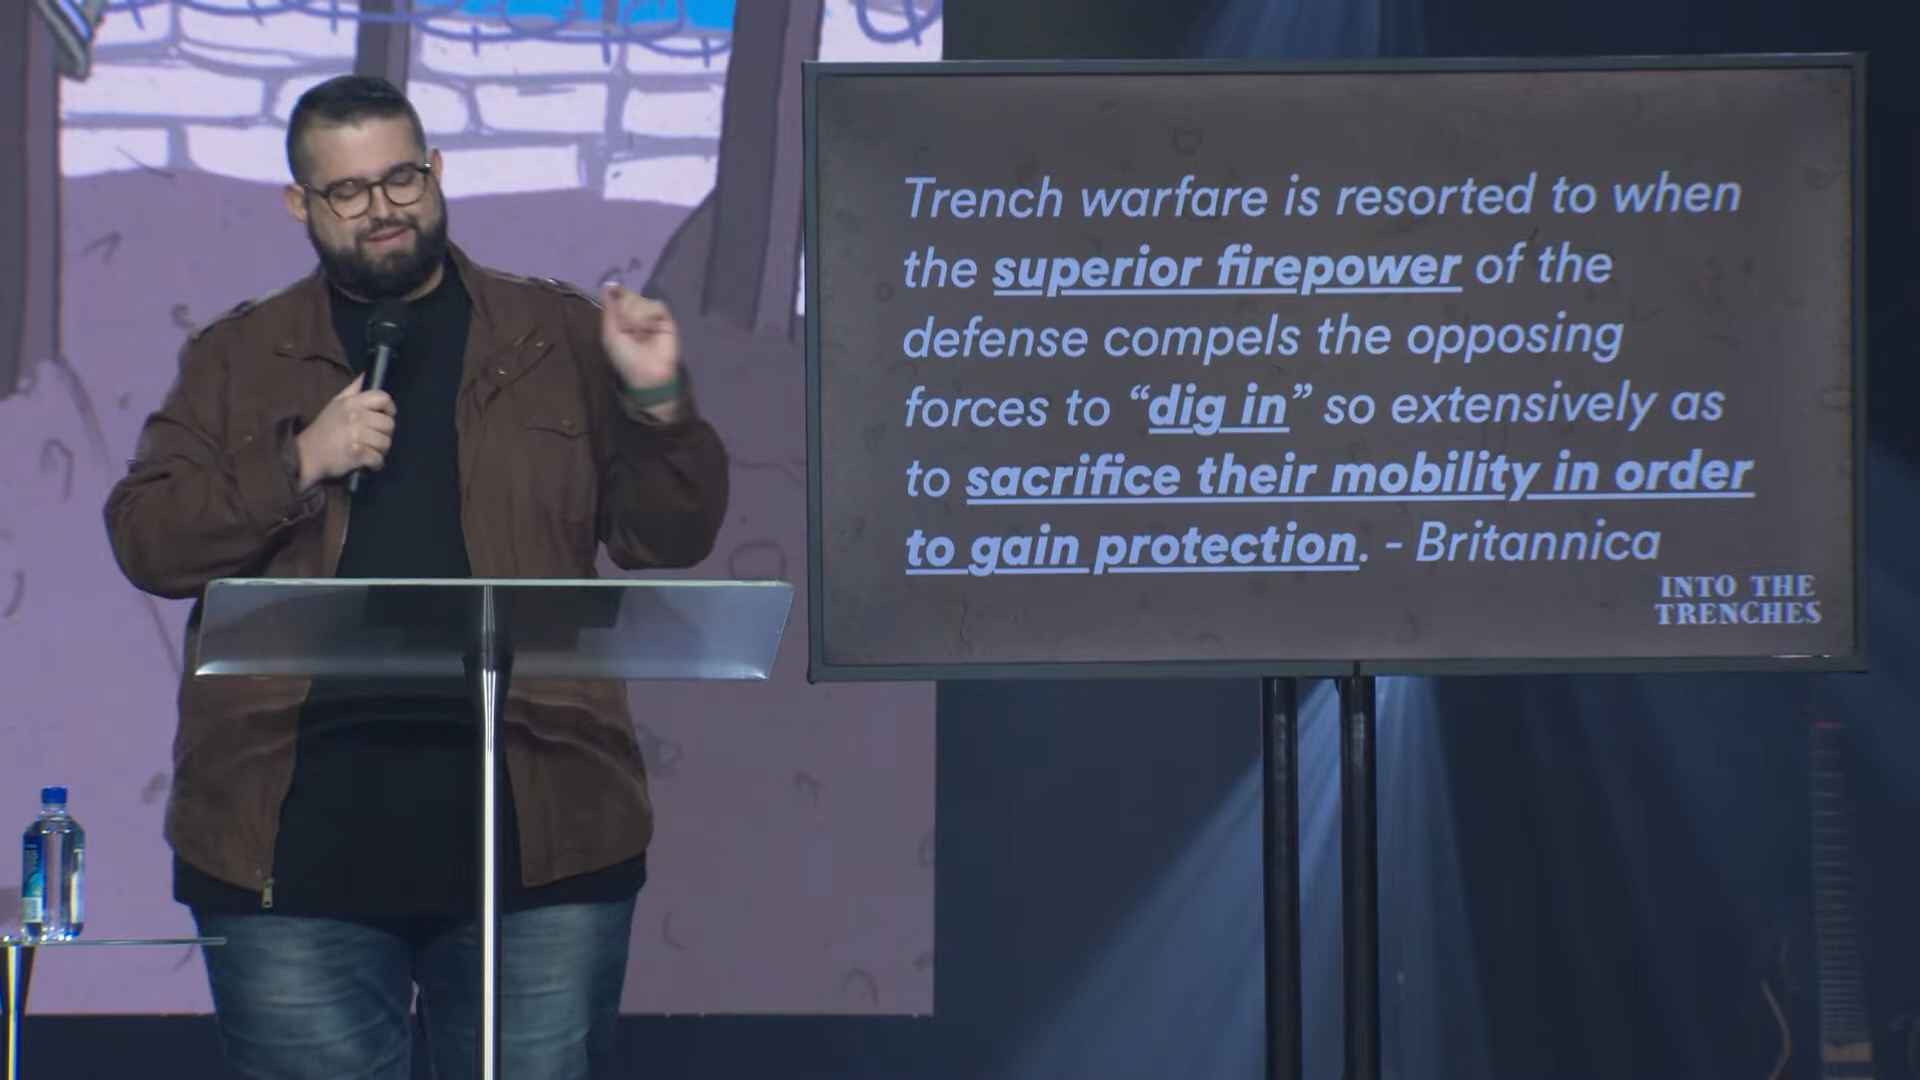 Trench warfare is resorted to when
the superior firepower of the
defense compels the opposing
forces to “dig in” so extensively as
to sacrifice their mobility in order
to gain protection. - Britannica
INTO THE
TRENCHES